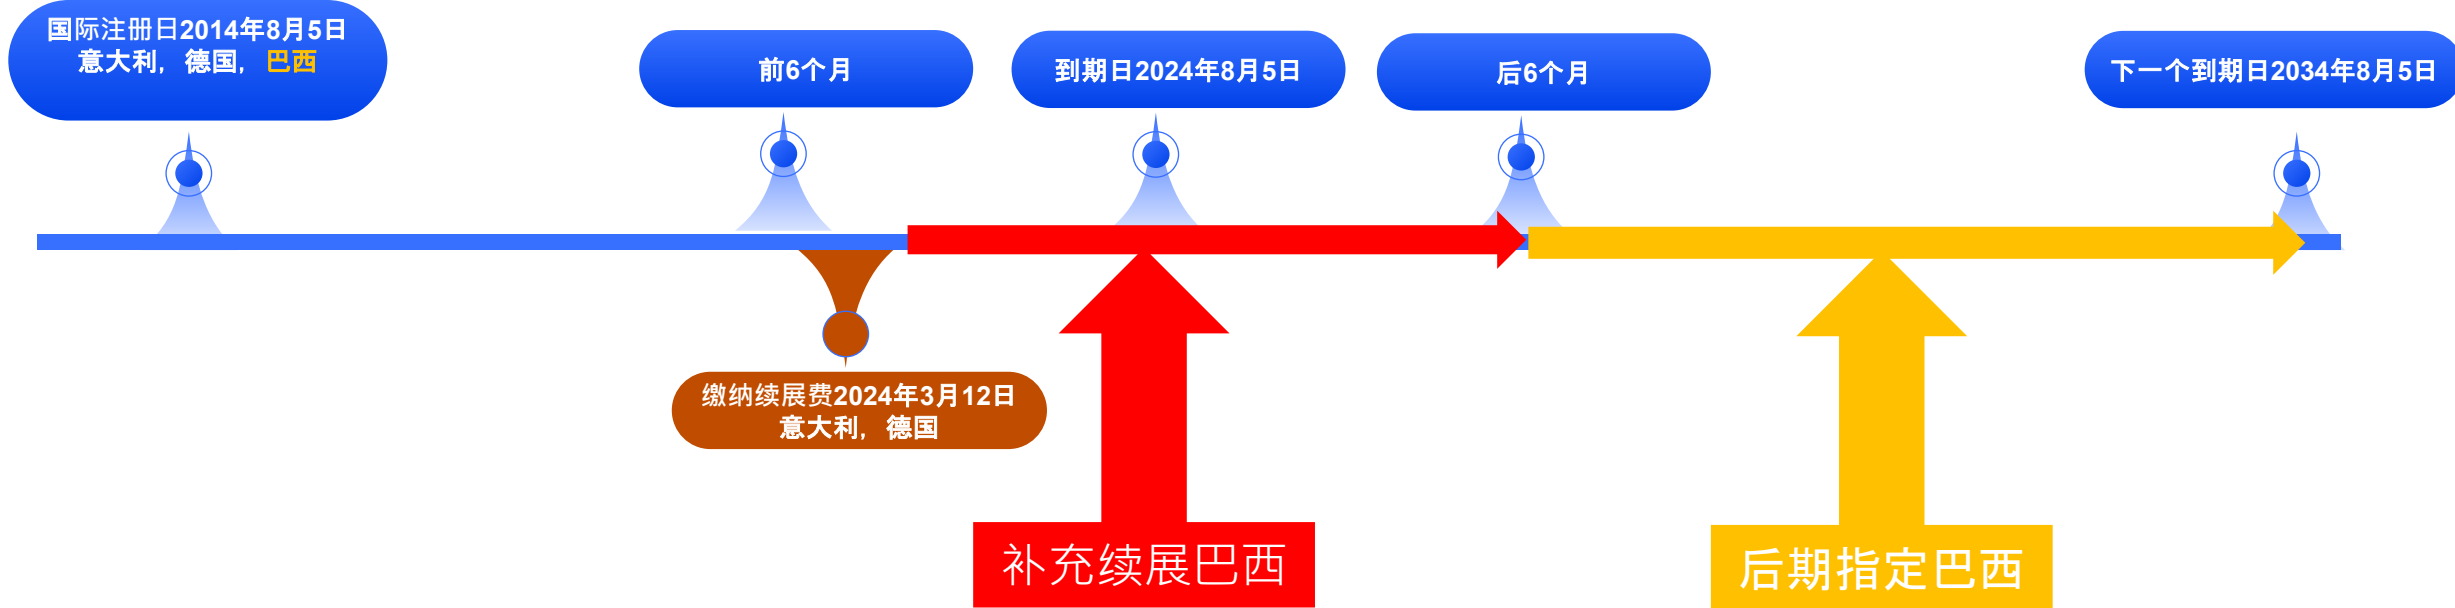 国际注册日2014年8月5日
意大利，德国，巴西
前6个月
到期日2024年8月5日
后6个月
下一个到期日2034年8月5日
缴纳续展费2024年3月12日
意大利，德国
补充续展巴西
后期指定巴西